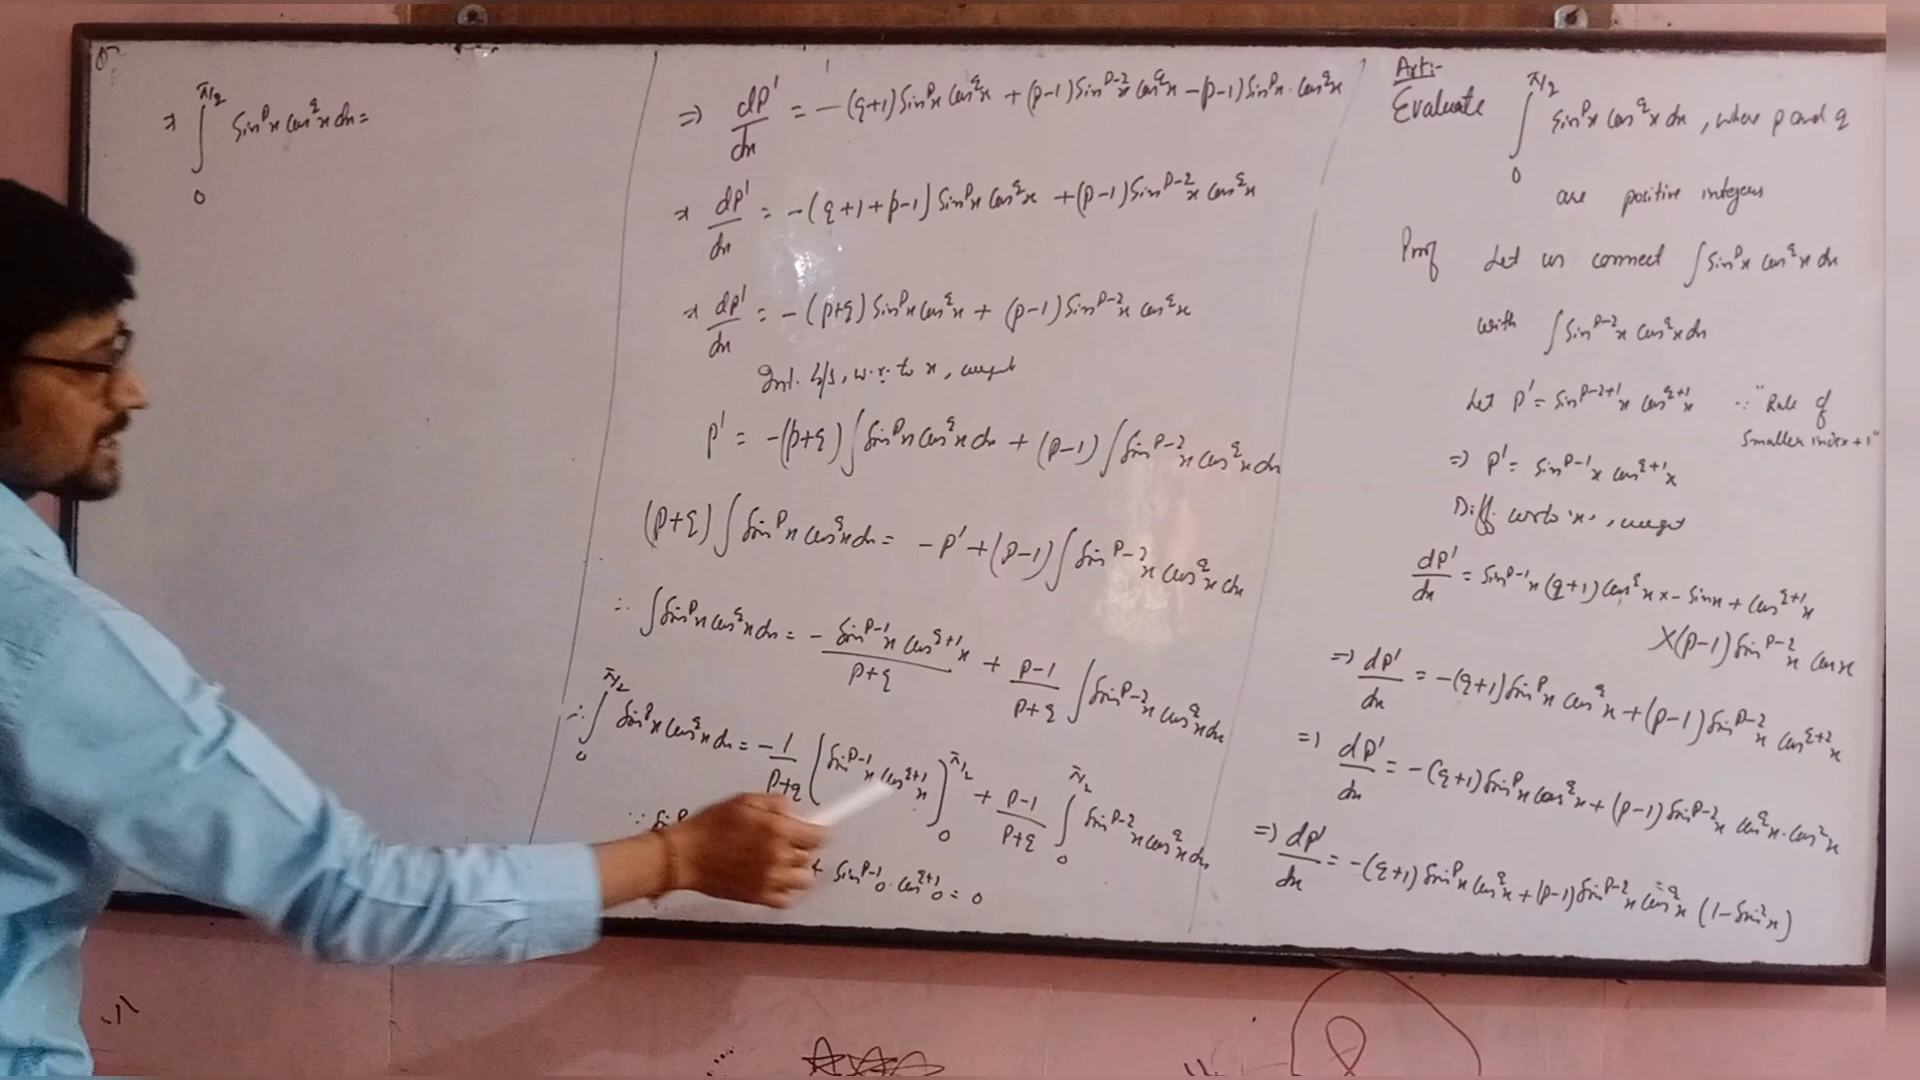 Arti-
Evaluate ∫₀^{π/2} Sin^p x Cos^q x dx, where p and q
are positive integers
Proof Let us connect ∫Sin^p x Cos^q x dx
with ∫Sin^{p-2} x Cos^q x dx
Let P' = Sin^{p-2+1} x Cos^{q+1} x ∵ "Rule of
Smaller index+1"
⇒ P' = Sin^{p-1} x Cos^{q+1} x
Diff. w.r.to 'x', we get
dP'/dx = Sin^{p-1} x (q+1) Cos^q x × - Sin x + Cos^{q+1} x
×(p-1) Sin^{p-2} x Cos x
⇒ dP'/dx = -(q+1) Sin^p x Cos^q x + (p-1) Sin^{p-2} x Cos^{q+2} x
⇒ dP'/dx = -(q+1) Sin^p x Cos^q x + (p-1) Sin^{p-2} x Cos^q x · Cos² x
⇒ dP'/dx = -(q+1) Sin^p x Cos^q x + (p-1) Sin^{p-2} x Cos^q x (1-Sin² x)
⇒ dP'/dx = -(q+1) Sin^p x Cos^q x + (p-1) Sin^{p-2} x Cos^q x - (p-1) Sin^p x · Cos^q x
⇒ dP'/dx = -(q+1+p-1) Sin^p x Cos^q x + (p-1) Sin^{p-2} x Cos^q x
⇒ dP'/dx = -(p+q) Sin^p x Cos^q x + (p-1) Sin^{p-2} x Cos^q x
Int. b/s, w.r. to x, we get
P' = -(p+q) ∫Sin^p x Cos^q x dx + (p-1) ∫Sin^{p-2} x Cos^q x dx
(p+q) ∫Sin^p x Cos^q x dx = -P' + (p-1) ∫Sin^{p-2} x Cos^q x dx
∴ ∫Sin^p x Cos^q x dx = - (Sin^{p-1} x Cos^{q+1} x)/(p+q) + (p-1)/(p+q) ∫Sin^{p-2} x Cos^q x dx
∴ ∫₀^{π/2} Sin^p x Cos^q x dx = -1/(p+q) (Sin^{p-1} x Cos^{q+1} x)₀^{π/2} + (p-1)/(p+q) ∫₀^{π/2} Sin^{p-2} x Cos^q x dx
∵ Sin^p
Sin^{p-1} 0 · Cos^{q+1} 0 = 0
⇒ ∫₀^{π/2} Sin^p x Cos^q x dx =